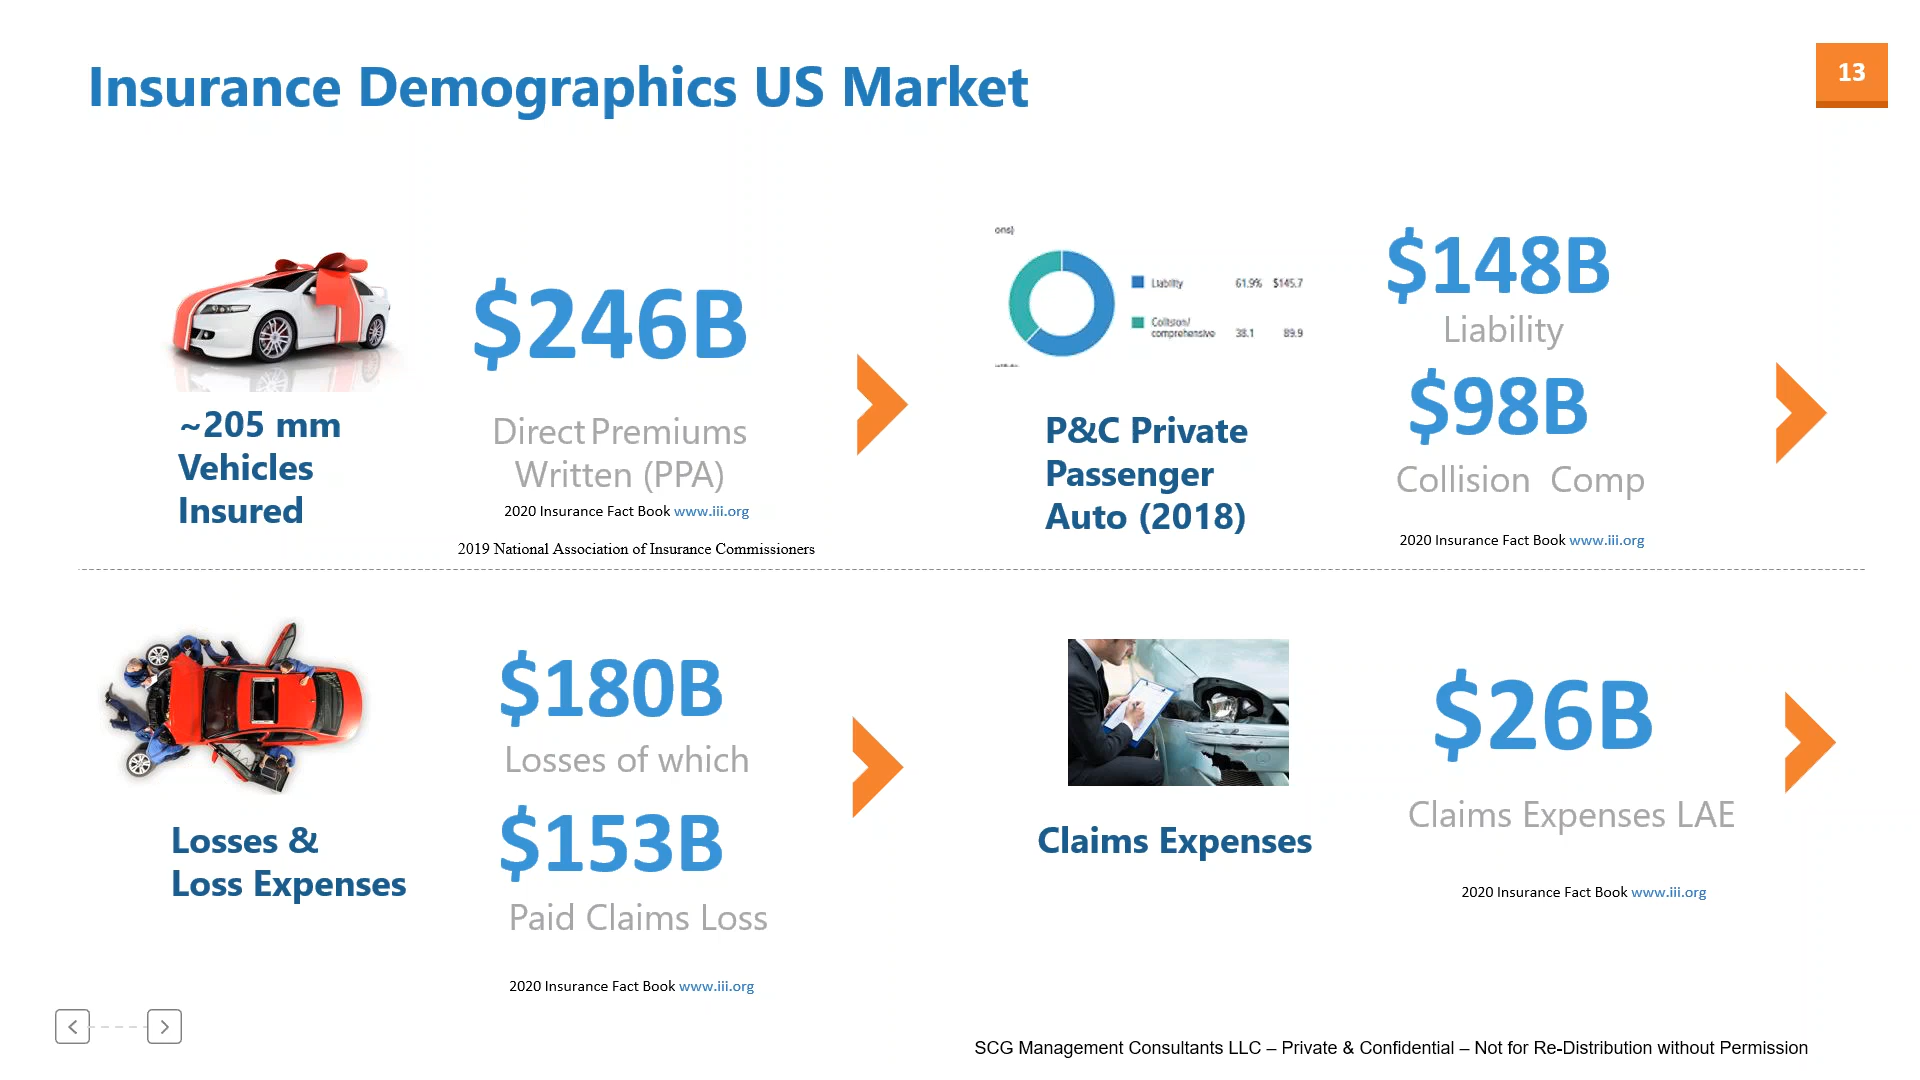 Insurance Demographics US Market
13
~205 mm
Vehicles
Insured
$246B
Direct Premiums
Written (PPA)
2020 Insurance Fact Book www.iii.org
2019 National Association of Insurance Commissioners
ons)
Liability 61.9% $145.7
Collision/
comprehensive 38.1 89.9
P&C Private
Passenger
Auto (2018)
$148B
Liability
$98B
Collision Comp
2020 Insurance Fact Book www.iii.org
Losses &
Loss Expenses
$180B
Losses of which
$153B
Paid Claims Loss
2020 Insurance Fact Book www.iii.org
Claims Expenses
$26B
Claims Expenses LAE
2020 Insurance Fact Book www.iii.org
SCG Management Consultants LLC – Private & Confidential – Not for Re-Distribution without Permission